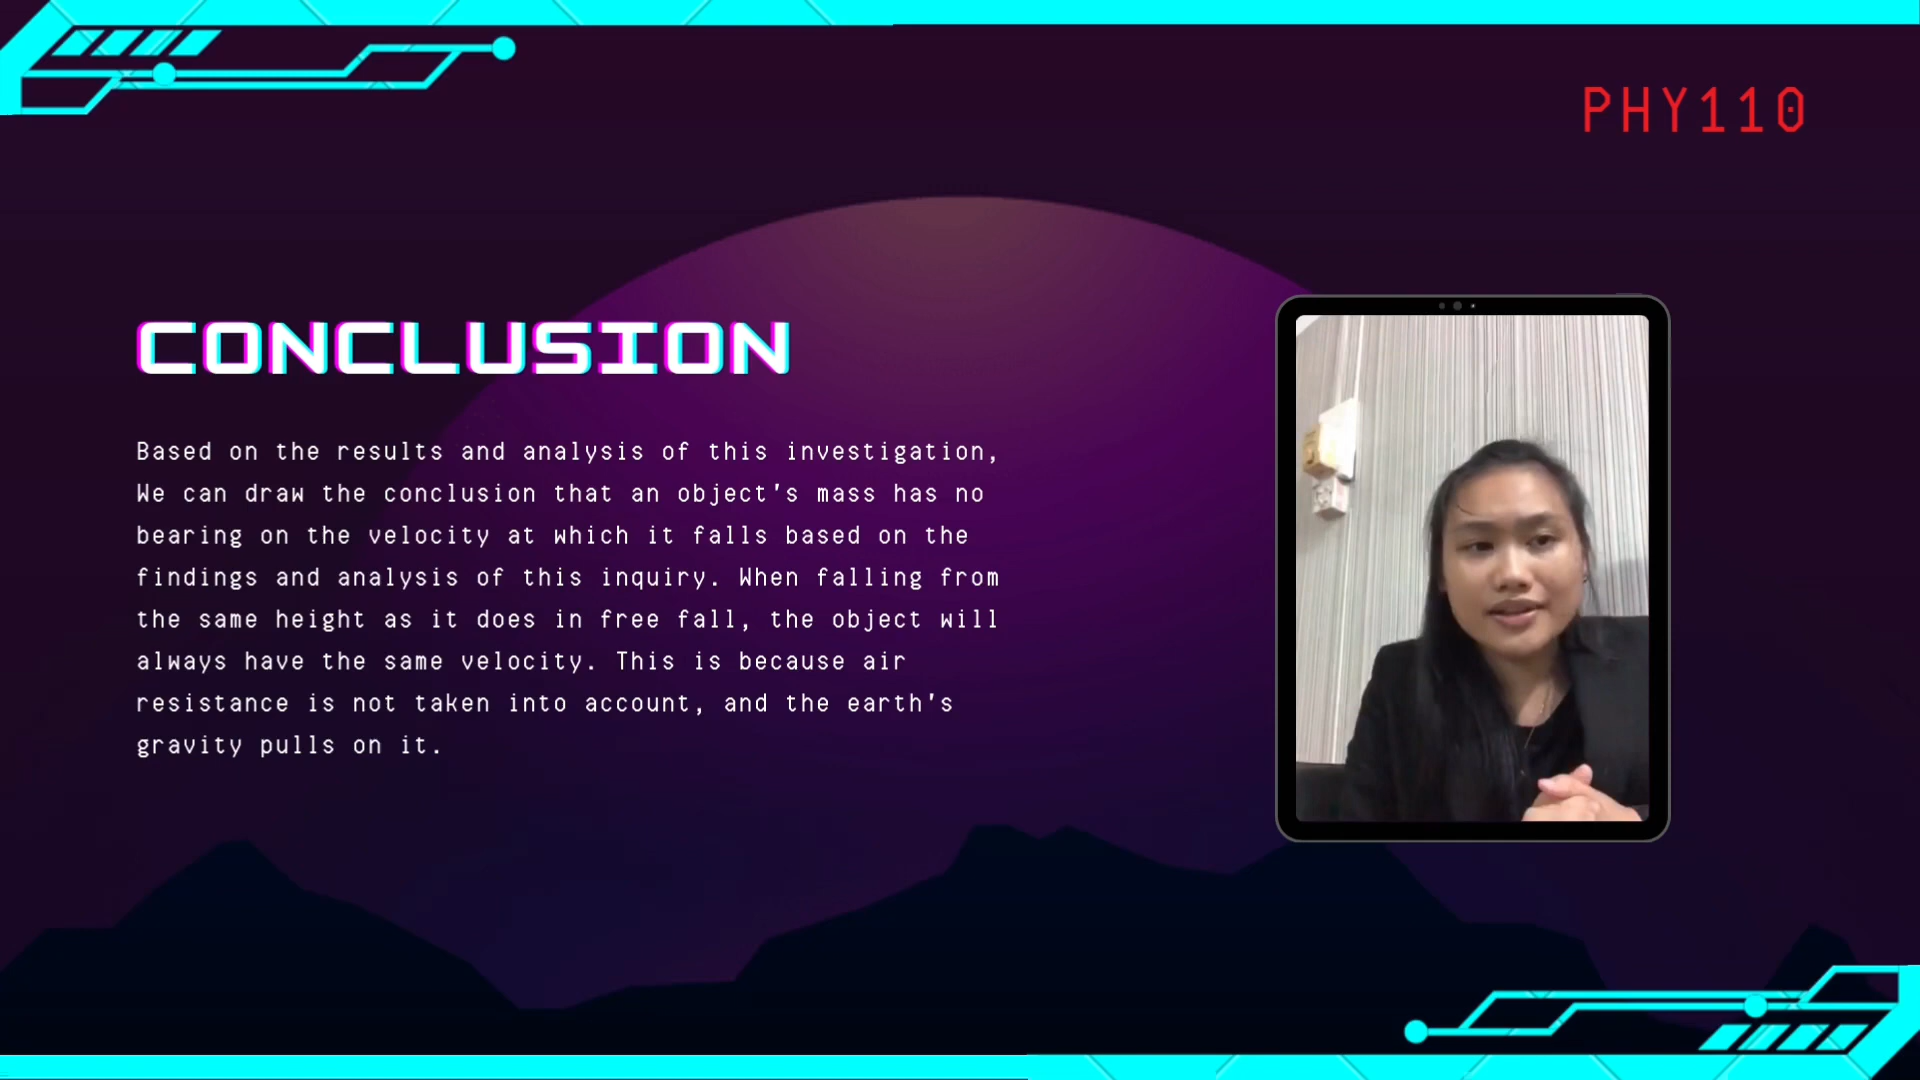 PHY110
CONCLUSION
Based on the results and analysis of this investigation,
We can draw the conclusion that an object's mass has no
bearing on the velocity at which it falls based on the
findings and analysis of this inquiry. When falling from
the same height as it does in free fall, the object will
always have the same velocity. This is because air
resistance is not taken into account, and the earth's
gravity pulls on it.